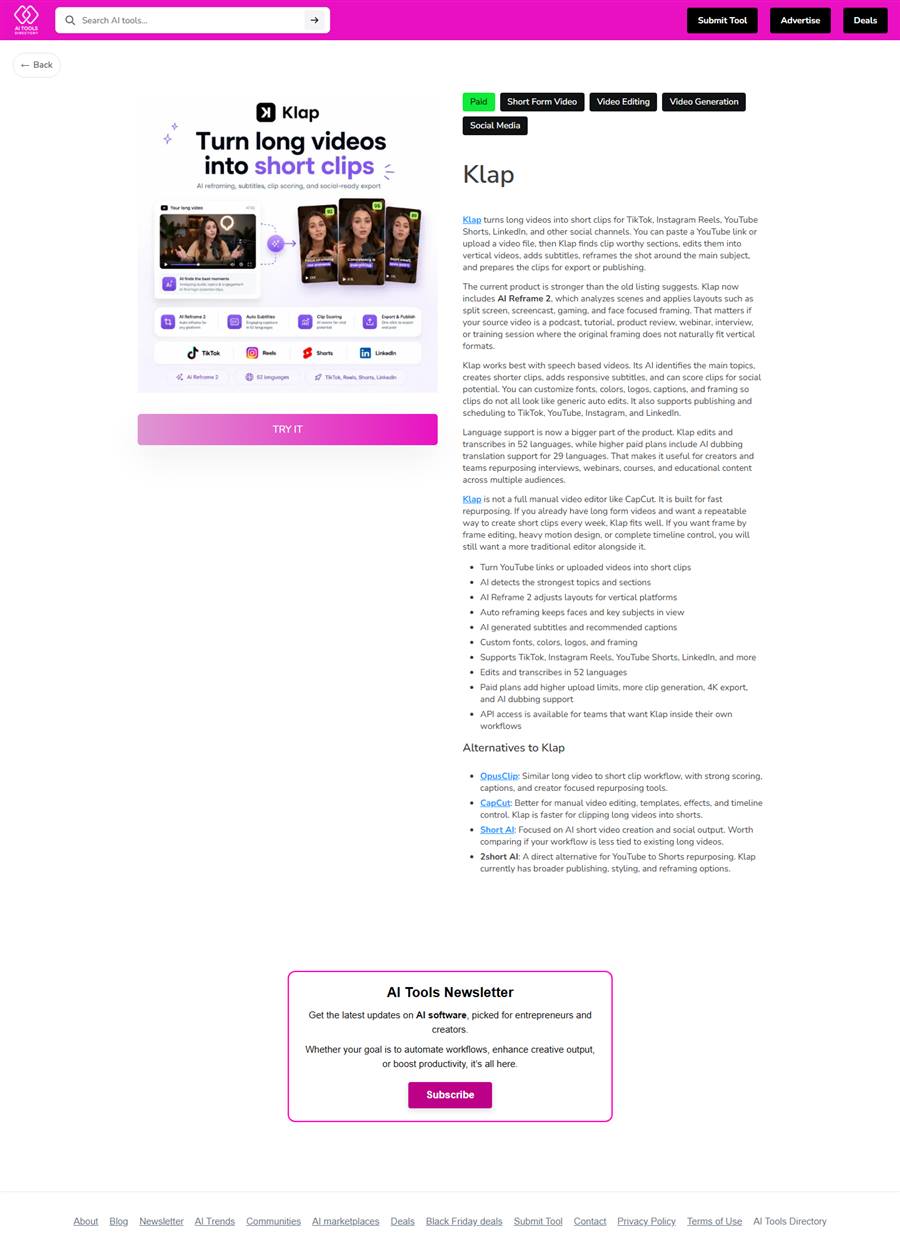 AI TOOLS
DIRECTORY
Search AI tools...
Submit Tool
Advertise
Deals
← Back
Klap
Turn long videos
into short clips
AI reframing, subtitles, clip scoring, and social-ready export
Your long video
AI finds the best moments
AI Reframe 2
Auto Subtitles
Clip Scoring
Export & Publish
TikTok
Reels
Shorts
LinkedIn
AI Reframe 2
52 languages
TikTok, Reels, Shorts, LinkedIn
TRY IT
Paid
Short Form Video
Video Editing
Video Generation
Social Media
Klap
Klap turns long videos into short clips for TikTok, Instagram Reels, YouTube
Shorts, LinkedIn, and other social channels. You can paste a YouTube link or
upload a video file, then Klap finds clip worthy sections, edits them into
vertical videos, adds subtitles, reframes the shot around the main subject,
and prepares the clips for export or publishing.
The current product is stronger than the old listing suggests. Klap now
includes AI Reframe 2, which analyzes scenes and applies layouts such as
split screen, screencast, gaming, and face focused framing. That matters if
your source video is a podcast, tutorial, product review, webinar, interview,
or training session where the original framing does not naturally fit vertical
formats.
Klap works best with speech based videos. Its AI identifies the main topics,
creates shorter clips, adds responsive subtitles, and can score clips for social
potential. You can customize fonts, colors, logos, captions, and framing so
clips do not all look like generic auto edits. It also supports publishing and
scheduling to TikTok, YouTube, Instagram, and LinkedIn.
Language support is now a bigger part of the product. Klap edits and
transcribes in 52 languages, while higher paid plans include AI dubbing
translation support for 29 languages. That makes it useful for creators and
teams repurposing interviews, webinars, courses, and educational content
across multiple audiences.
Klap is not a full manual video editor like CapCut. It is built for fast
repurposing. If you already have long form videos and want a repeatable
way to create short clips every week, Klap fits well. If you want frame by
frame editing, heavy motion design, or complete timeline control, you will
still want a more traditional editor alongside it.
• Turn YouTube links or uploaded videos into short clips
• AI detects the strongest topics and sections
• AI Reframe 2 adjusts layouts for vertical platforms
• Auto reframing keeps faces and key subjects in view
• AI generated subtitles and recommended captions
• Custom fonts, colors, logos, and framing
• Supports TikTok, Instagram Reels, YouTube Shorts, LinkedIn, and more
• Edits and transcribes in 52 languages
• Paid plans add higher upload limits, more clip generation, 4K export,
and AI dubbing support
• API access is available for teams that want Klap inside their own
workflows
Alternatives to Klap
• OpusClip: Similar long video to short clip workflow, with strong scoring,
captions, and creator focused repurposing tools.
• CapCut: Better for manual video editing, templates, effects, and timeline
control. Klap is faster for clipping long videos into shorts.
• Short AI: Focused on AI short video creation and social output. Worth
comparing if your workflow is less tied to existing long videos.
• 2short AI: A direct alternative for YouTube to Shorts repurposing. Klap
currently has broader publishing, styling, and reframing options.
AI Tools Newsletter
Get the latest updates on AI software, picked for entrepreneurs and
creators.
Whether your goal is to automate workflows, enhance creative output,
or boost productivity, it's all here.
Subscribe
About Blog Newsletter AI Trends Communities AI marketplaces Deals Black Friday deals Submit Tool Contact Privacy Policy Terms of Use AI Tools Directory